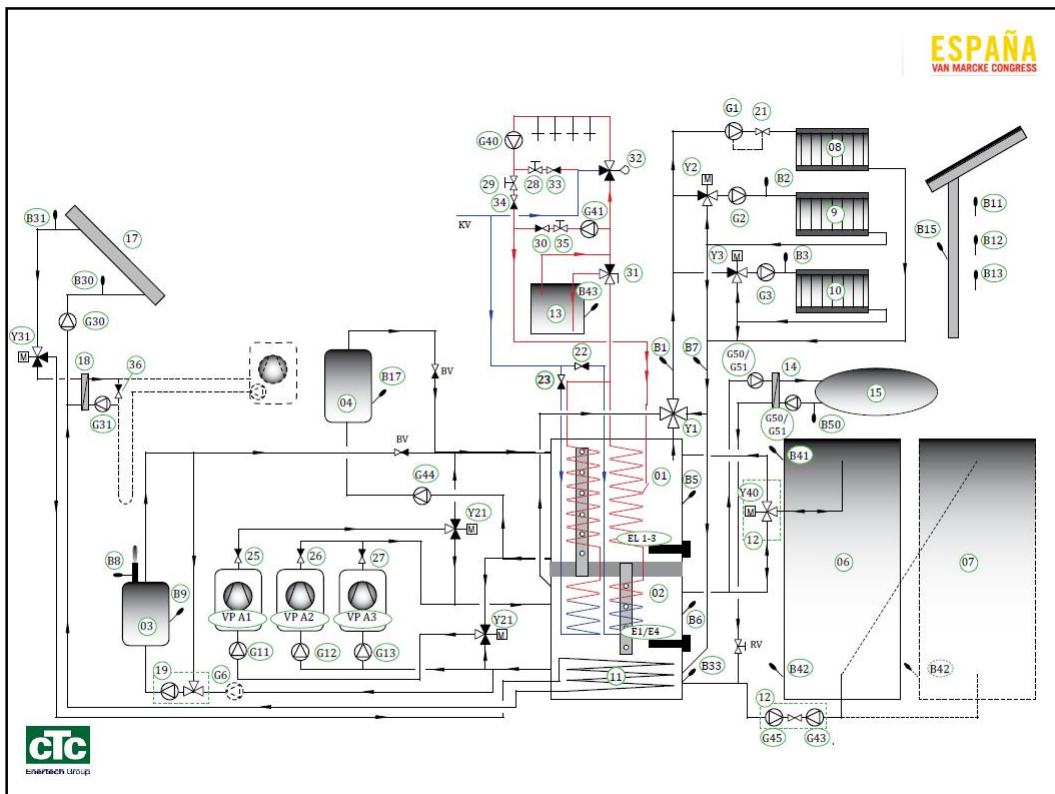 ESPAÑA
VAN MARCKE CONGRESS
G1 21
G40 08
32
Y2
M
B2
29 28 33
G2 9
34
B31 17
KV
G41
B15 B11
30 35
Y3
M
B3
B12
B30
31
G3 10
B13
B43
13
G30
Y31
M
18 36
B1 B7
G50/
G51
14
22
B17
BV
23
15
04
G31
Y1
G50/
G51
B50
BV
B41
01
G44
B5
Y40
M
Y21
M
12
25 26 27
EL 1-3
B8
06 07
02
B9
VP A1 VP A2 VP A3
Y21
M
E1/E4
B6
03
G11 G12 G13
RV
19 G6
11
B33
B42 B42
12
G45 G43
CTC
Enertech Group